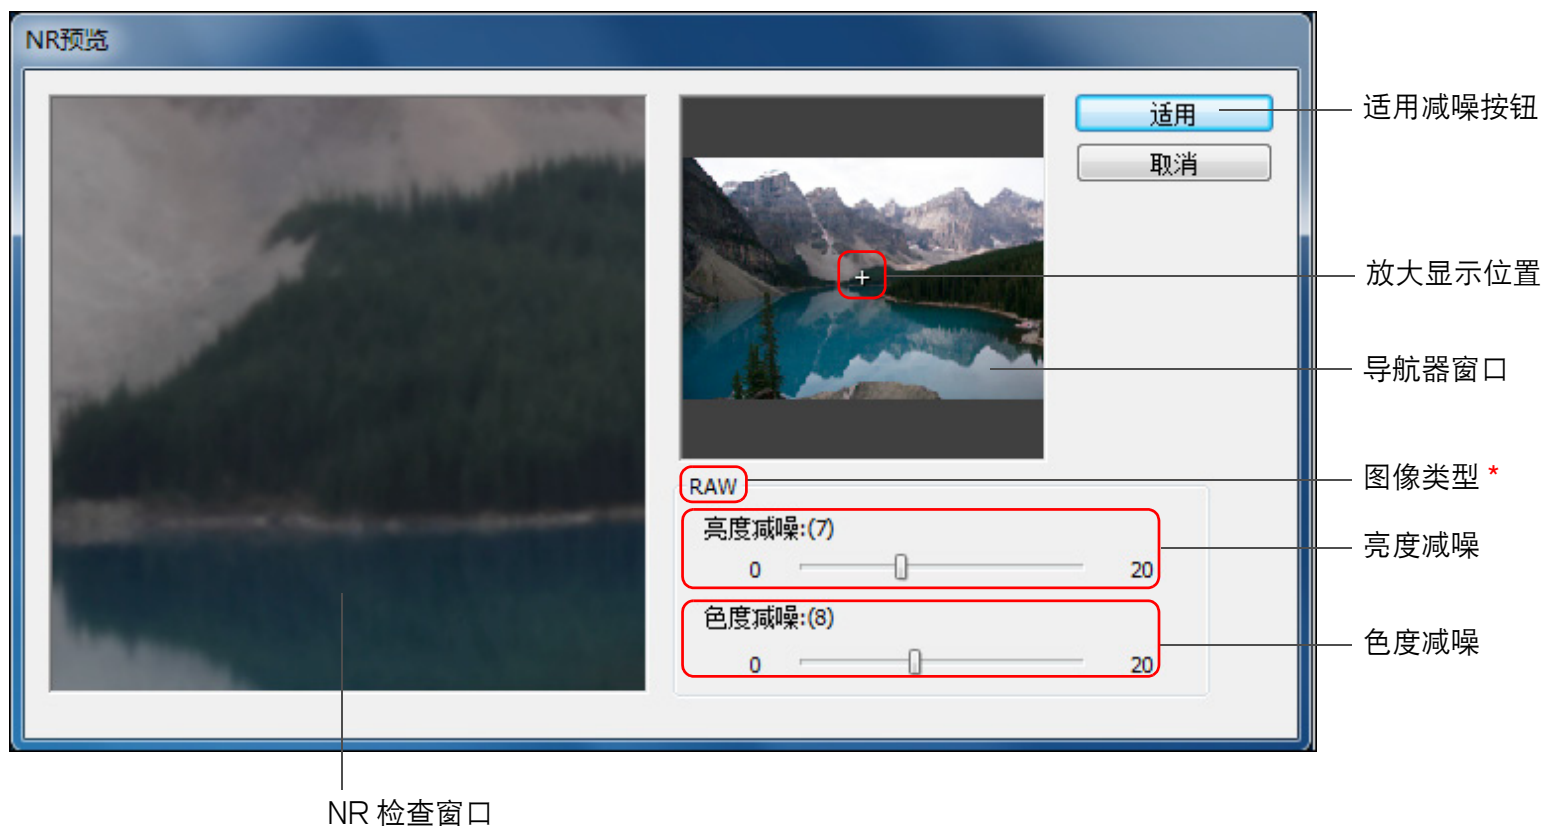 NR预览
适用
适用减噪按钮
取消
放大显示位置
导航器窗口
RAW
图像类型 *
亮度减噪:(7)
0 20
亮度减噪
色度减噪:(8)
0 20
色度减噪
NR 检查窗口